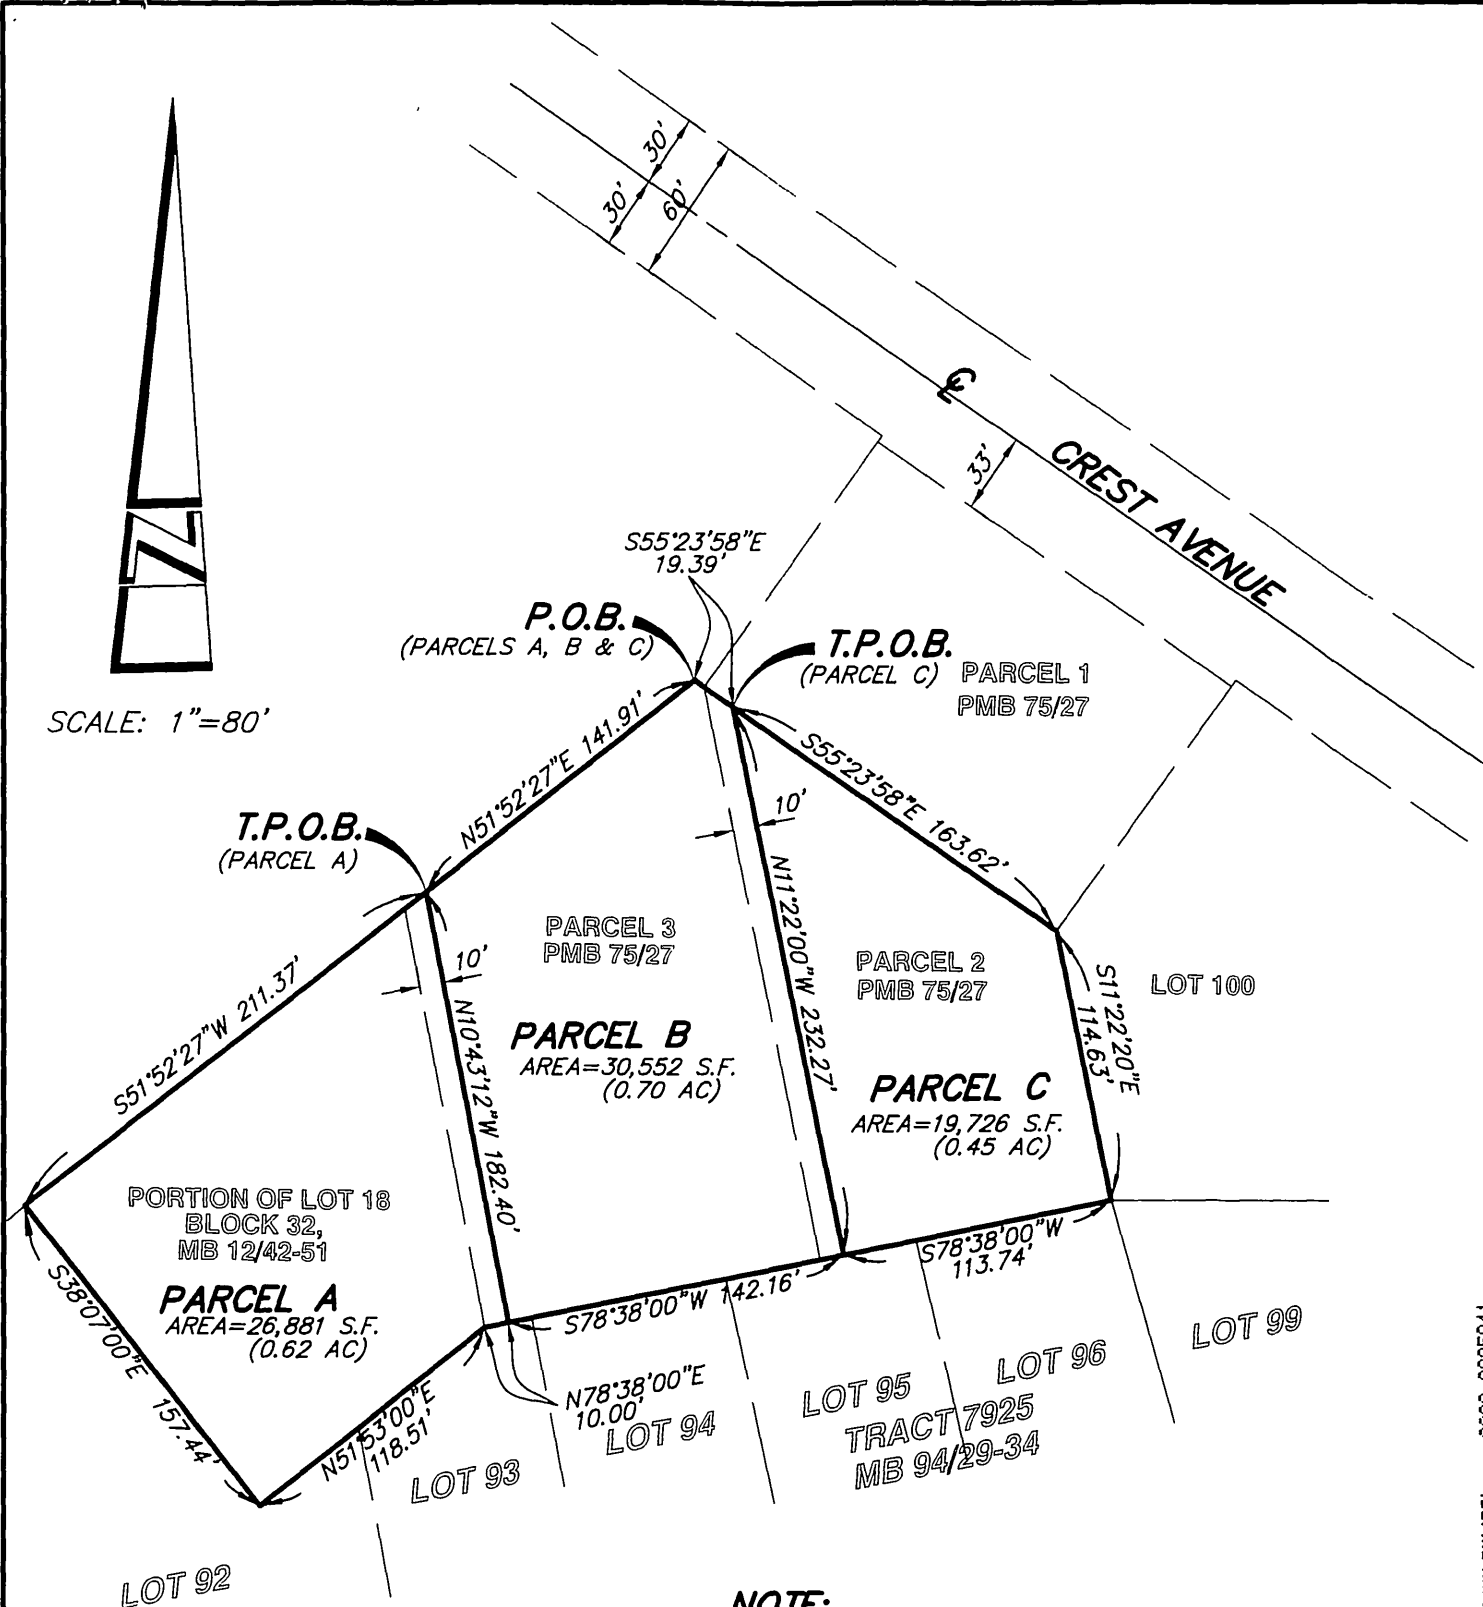 30'
30'
60'
℄
33'
CREST AVENUE
N
SCALE: 1"=80'
S55°23'58"E
19.39'
P.O.B.
(PARCELS A, B & C)
T.P.O.B.
(PARCEL C)
PARCEL 1
PMB 75/27
N51°52'27"E 141.91'
S55°23'58"E 163.62'
10'
T.P.O.B.
(PARCEL A)
PARCEL 3
PMB 75/27
10'
N11°22'00"W 232.27'
PARCEL 2
PMB 75/27
S11°22'20"E
114.63'
LOT 100
S51°52'27"W 211.37'
N10°43'12"W 182.40'
PARCEL B
AREA=30,552 S.F.
(0.70 AC)
PARCEL C
AREA=19,726 S.F.
(0.45 AC)
PORTION OF LOT 18
BLOCK 32,
MB 12/42-51
PARCEL A
AREA=26,881 S.F.
(0.62 AC)
S38°07'00"E 157.44'
S78°38'00"W 142.16'
S78°38'00"W
113.74'
N51°53'00"E
118.51'
N78°38'00"E
10.00'
LOT 92
LOT 93
LOT 94
LOT 95
LOT 96
LOT 99
TRACT 7925
MB 94/29-34
NOTE: